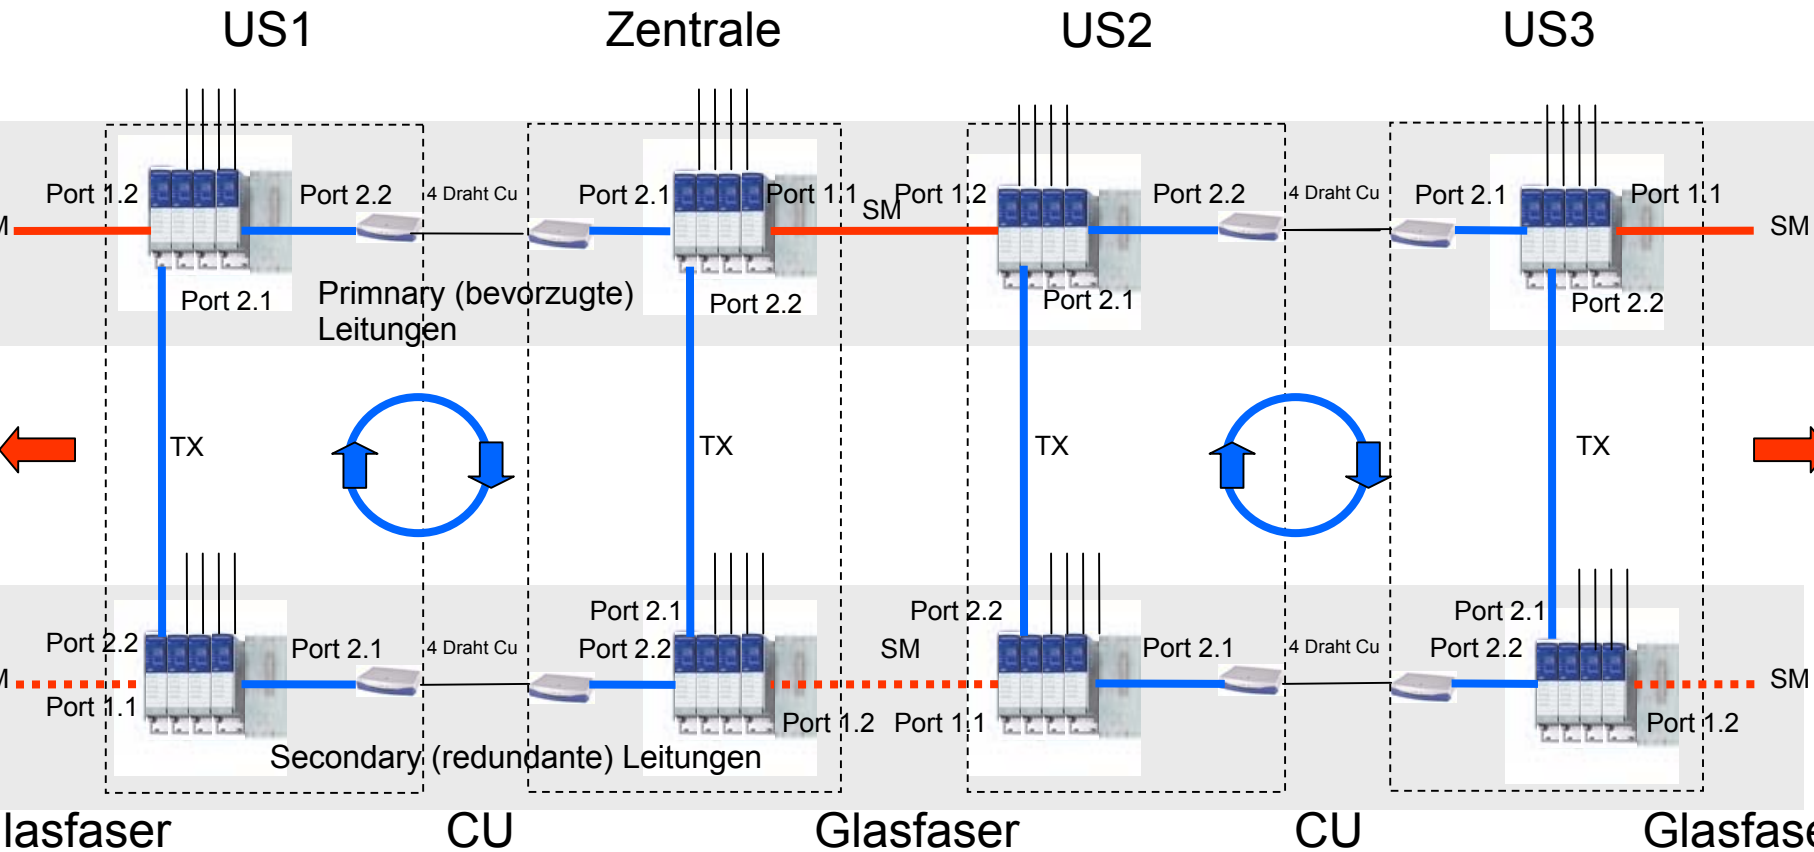 US1
Zentrale
US2
US3
Port 1.2
Port 2.2
4 Draht Cu
Port 2.1
Port 1.1
SM
Port 1.2
Port 2.2
4 Draht Cu
Port 2.1
Port 1.1
M
SM
Port 2.1
Primnary (bevorzugte)
Leitungen
Port 2.2
Port 2.1
Port 2.2
TX
TX
TX
TX
Port 2.1
Port 2.2
Port 2.1
Port 2.2
Port 2.1
4 Draht Cu
Port 2.2
SM
Port 2.1
4 Draht Cu
Port 2.2
M
SM
Port 1.1
Port 1.2
Port 1.1
Port 1.2
Secondary (redundante) Leitungen
lasfaser
CU
Glasfaser
CU
Glasfase